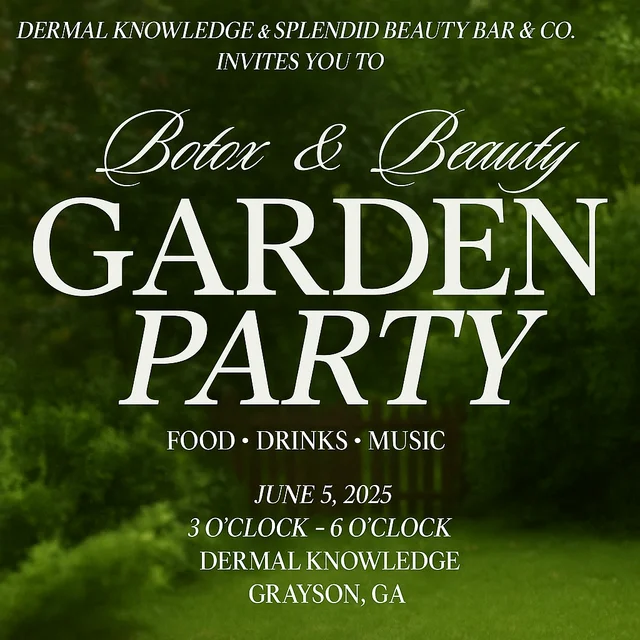 DERMAL KNOWLEDGE & SPLENDID BEAUTY BAR & CO.
INVITES YOU TO
Botox & Beauty
GARDEN
PARTY
FOOD • DRINKS • MUSIC
JUNE 5, 2025
3 O'CLOCK - 6 O'CLOCK
DERMAL KNOWLEDGE
GRAYSON, GA